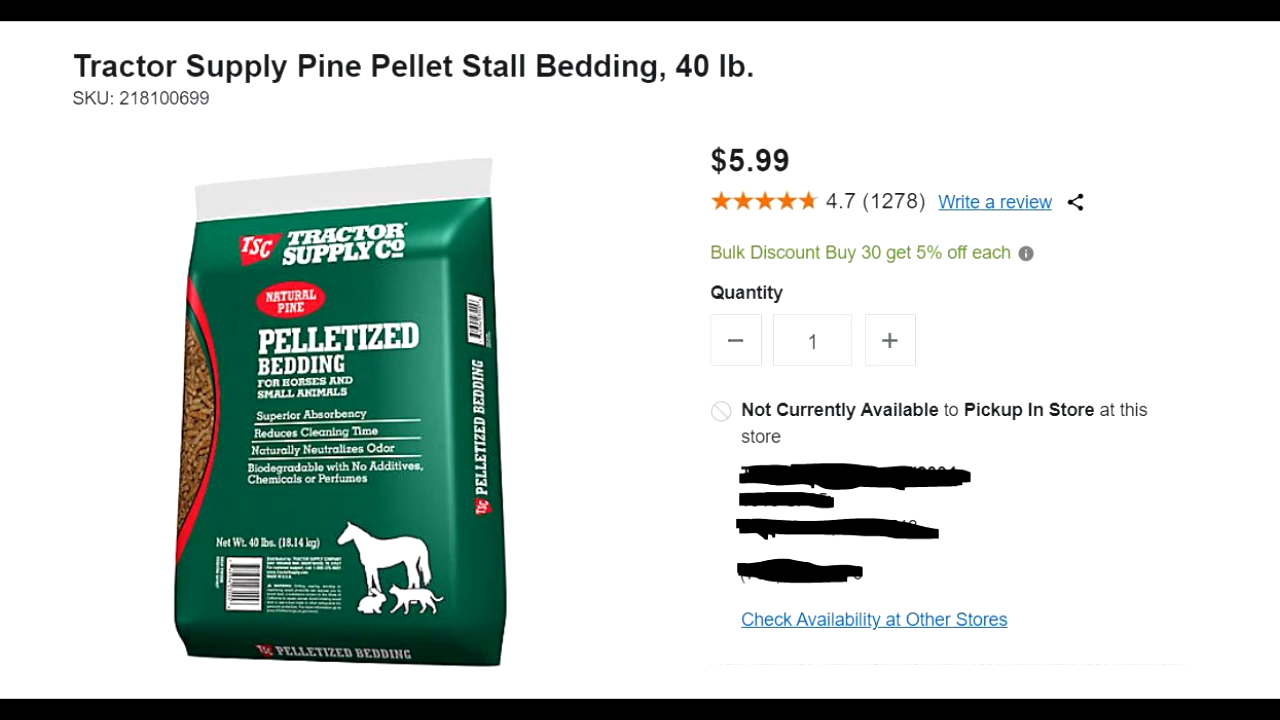 Tractor Supply Pine Pellet Stall Bedding, 40 lb.
SKU: 218100699
TSC TRACTOR
SUPPLY CO
NATURAL
PINE
PELLETIZED
BEDDING
FOR HORSES AND
SMALL ANIMALS
Superior Absorbency
Reduces Cleaning Time
Naturally Neutralizes Odor
Biodegradable with No Additives,
Chemicals or Perfumes
Net Wt. 40 lbs. (18.14 kg)
TSC PELLETIZED BEDDING
TSC PELLETIZED BEDDING
$5.99
4.7 (1278) Write a review
Bulk Discount Buy 30 get 5% off each
Quantity
− 1 +
Not Currently Available to Pickup In Store at this
store
Check Availability at Other Stores